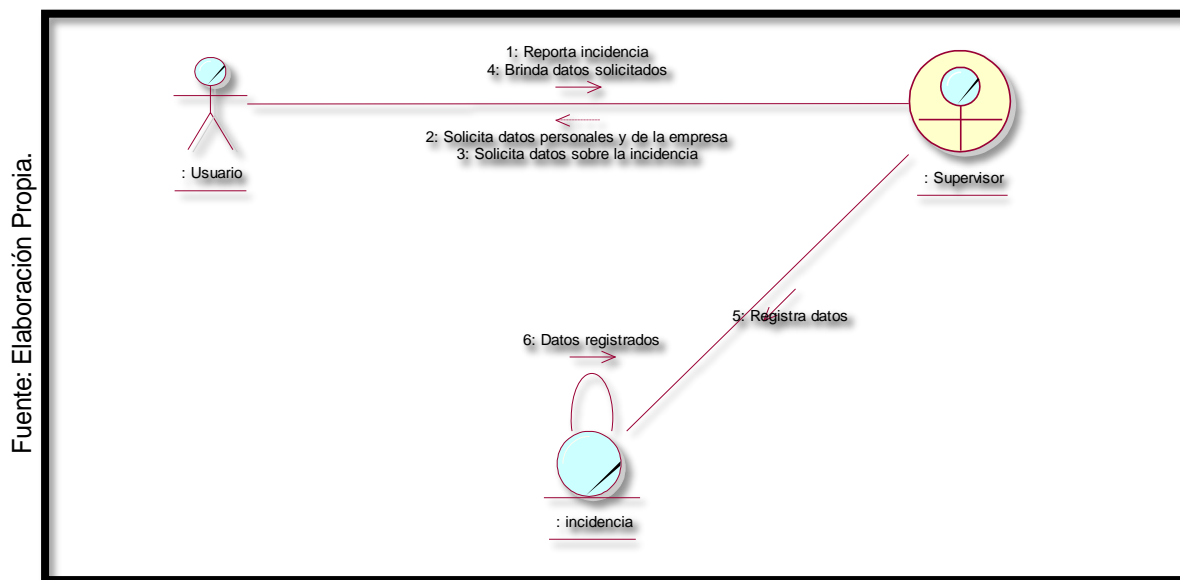 Fuente: Elaboración Propia.
1: Reporta incidencia
4: Brinda datos solicitados
2: Solicita datos personales y de la empresa
3: Solicita datos sobre la incidencia
: Usuario
: Supervisor
5: Registra datos
6: Datos registrados
: incidencia